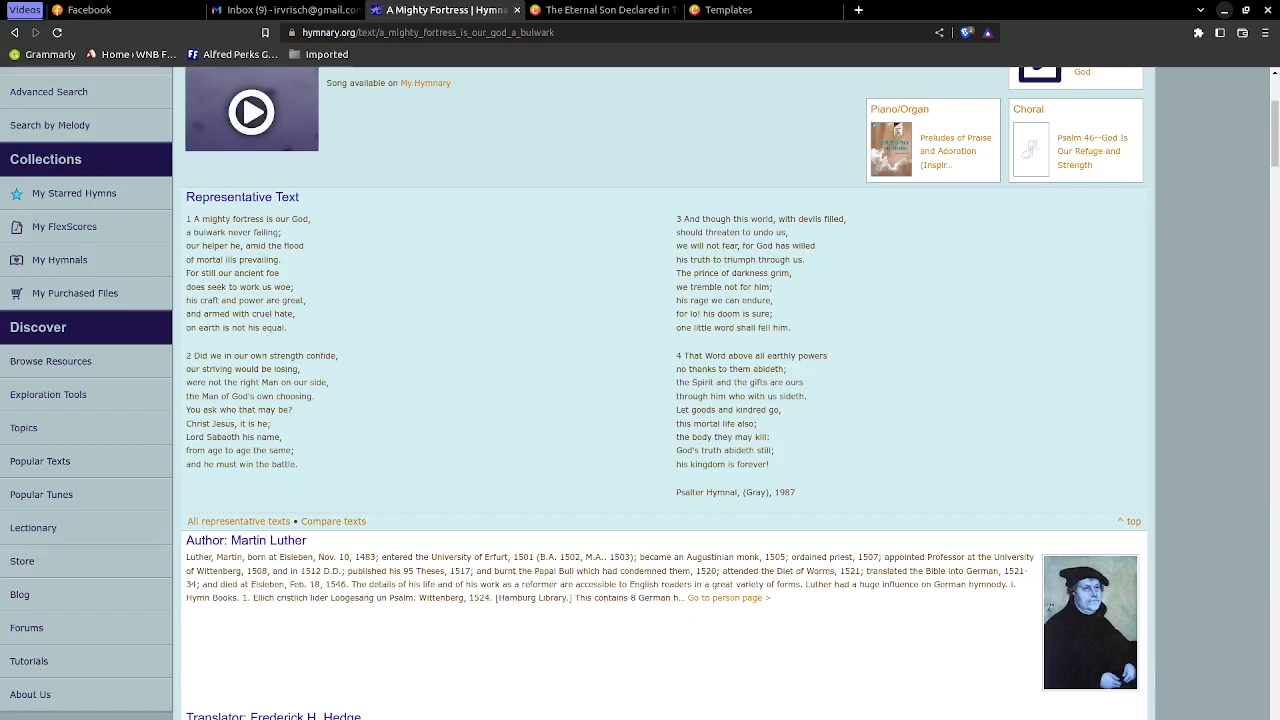 Videos
Facebook
Inbox (9) - irvrisch@gmail.con
A Mighty Fortress | Hymna
The Eternal Son Declared in Ti
Templates
hymnary.org/text/a_mighty_fortress_is_our_god_a_bulwark
Gmail
Home <WNB F...
Alfred Perks G...
Imported
Advanced Search
Search by Melody
Collections
My Starred Hymns
My FlexScores
My Hymnals
My Purchased Files
Discover
Browse Resources
Exploration Tools
Topics
Popular Texts
Popular Tunes
Lectionary
Store
Blog
Forums
Tutorials
About Us
Song available on My.Hymnary
God
Piano/Organ
Preludes of Praise
and Adoration
(Inspir...
Choral
Psalm 46--God Is
Our Refuge and
Strength
Representative Text
1 A mighty fortress is our God,
a bulwark never failing;
our helper he, amid the flood
of mortal ills prevailing.
For still our ancient foe
does seek to work us woe;
his craft and power are great,
and armed with cruel hate,
on earth is not his equal.
2 Did we in our own strength confide,
our striving would be losing,
were not the right Man on our side,
the Man of God's own choosing.
You ask who that may be?
Christ Jesus, it is he;
Lord Sabaoth his name,
from age to age the same;
and he must win the battle.
3 And though this world, with devils filled,
should threaten to undo us,
we will not fear, for God has willed
his truth to triumph through us.
The prince of darkness grim,
we tremble not for him;
his rage we can endure,
for lo! his doom is sure;
one little word shall fell him.
4 That Word above all earthly powers
no thanks to them abideth;
the Spirit and the gifts are ours
through him who with us sideth.
Let goods and kindred go,
this mortal life also;
the body they may kill:
God's truth abideth still;
his kingdom is forever!
Psalter Hymnal, (Gray), 1987
All representative texts • Compare texts
^ top
Author: Martin Luther
Luther, Martin, born at Eisleben, Nov. 10, 1483; entered the University of Erfurt, 1501 (B.A. 1502, M.A.. 1503); became an Augustinian monk, 1505; ordained priest, 1507; appointed Professor at the University
of Wittenberg, 1508, and in 1512 D.D.; published his 95 Theses, 1517; and burnt the Papal Bull which had condemned them, 1520; attended the Diet of Worms, 1521; translated the Bible into German, 1521-
34; and died at Eisleben, Feb. 18, 1546. The details of his life and of his work as a reformer are accessible to English readers in a great variety of forms. Luther had a huge influence on German hymnody. i.
Hymn Books. 1. Ellich cristlich lider Lobgesang un Psalm. Wittenberg, 1524. [Hamburg Library.] This contains 8 German h... Go to person page >
Translator: Frederick H. Hedge